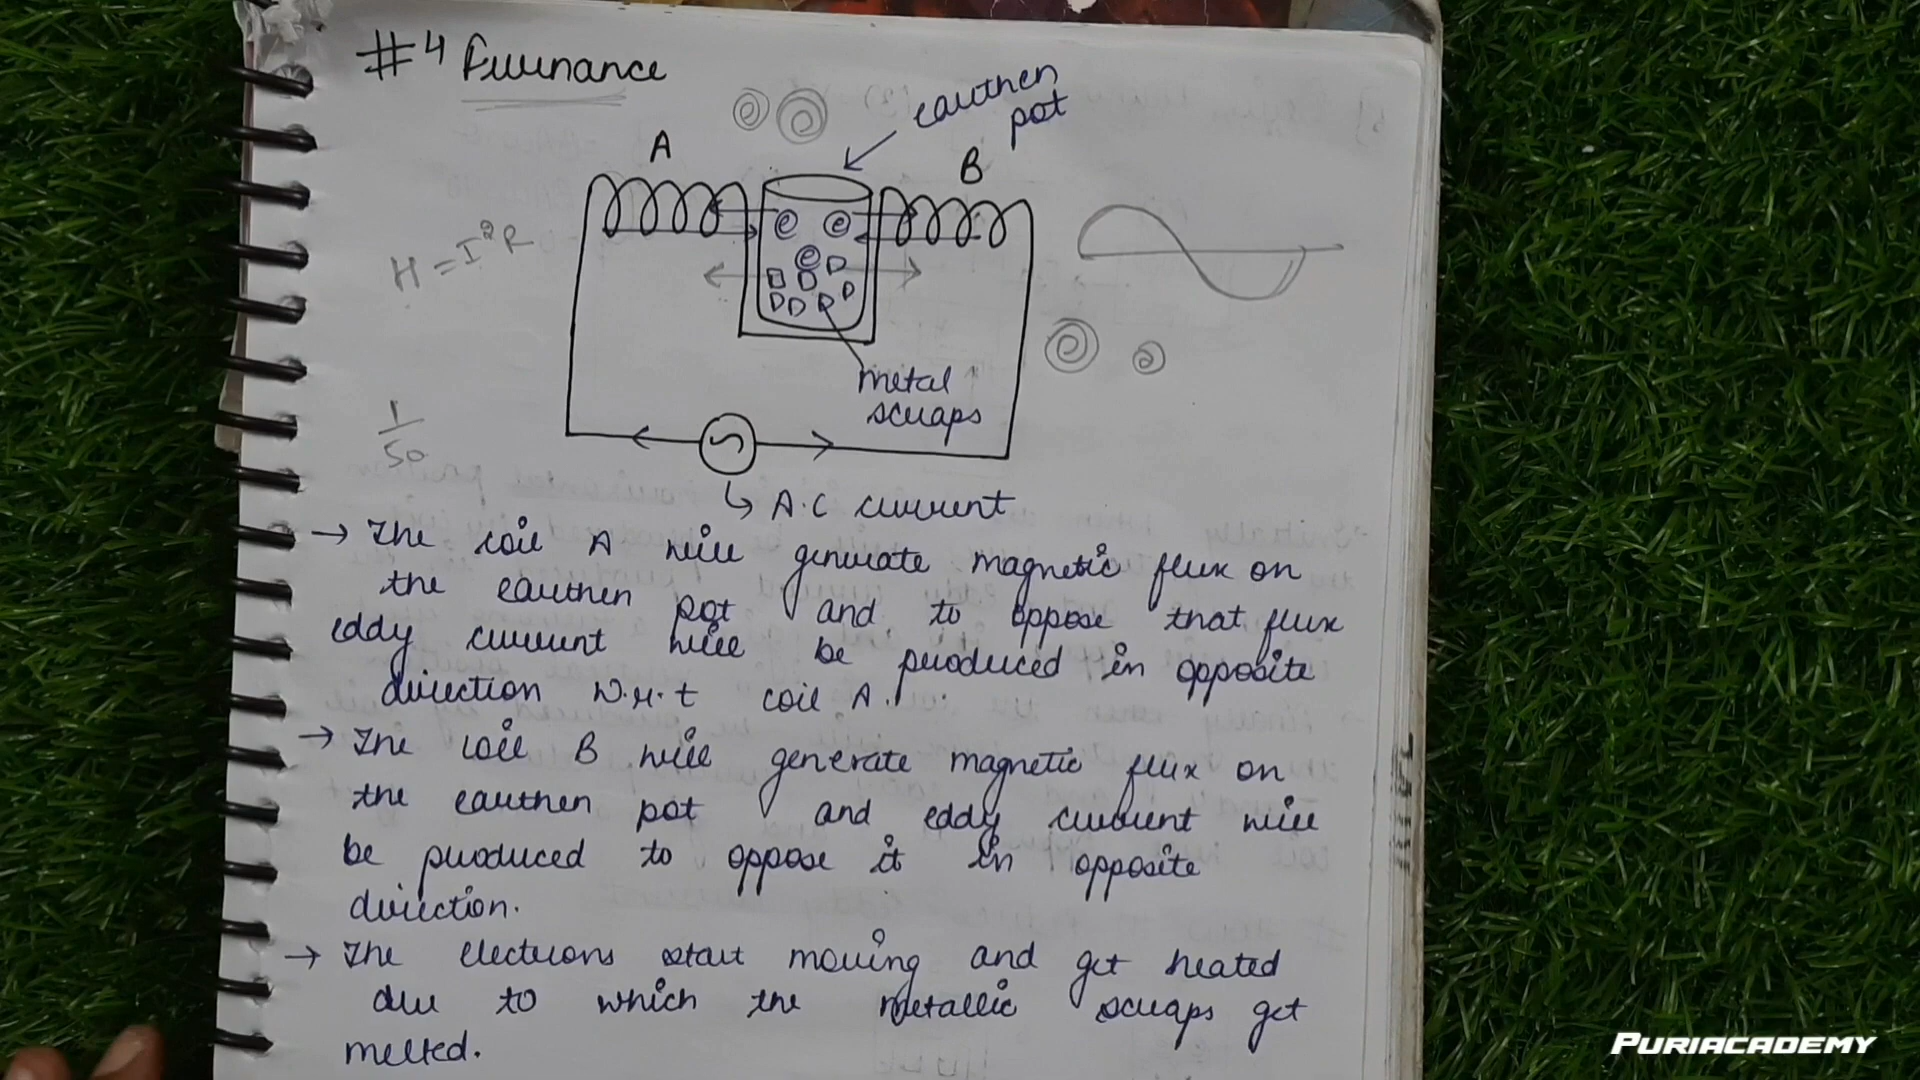 #4 Furnance
earthen
pot
A
B
H = I²R
metal
scraps
1/50
A.C current
→ The coil A will generate magnetic flux on
the earthen pot and to oppose that flux
eddy current will be produced in opposite
direction w.r.t coil A.
→ The coil B will generate magnetic flux on
the earthen pot and eddy current will
be produced to oppose it in opposite
direction.
→ The electrons start moving and get heated
due to which the metallic scraps get
melted.
PURIACADEMY